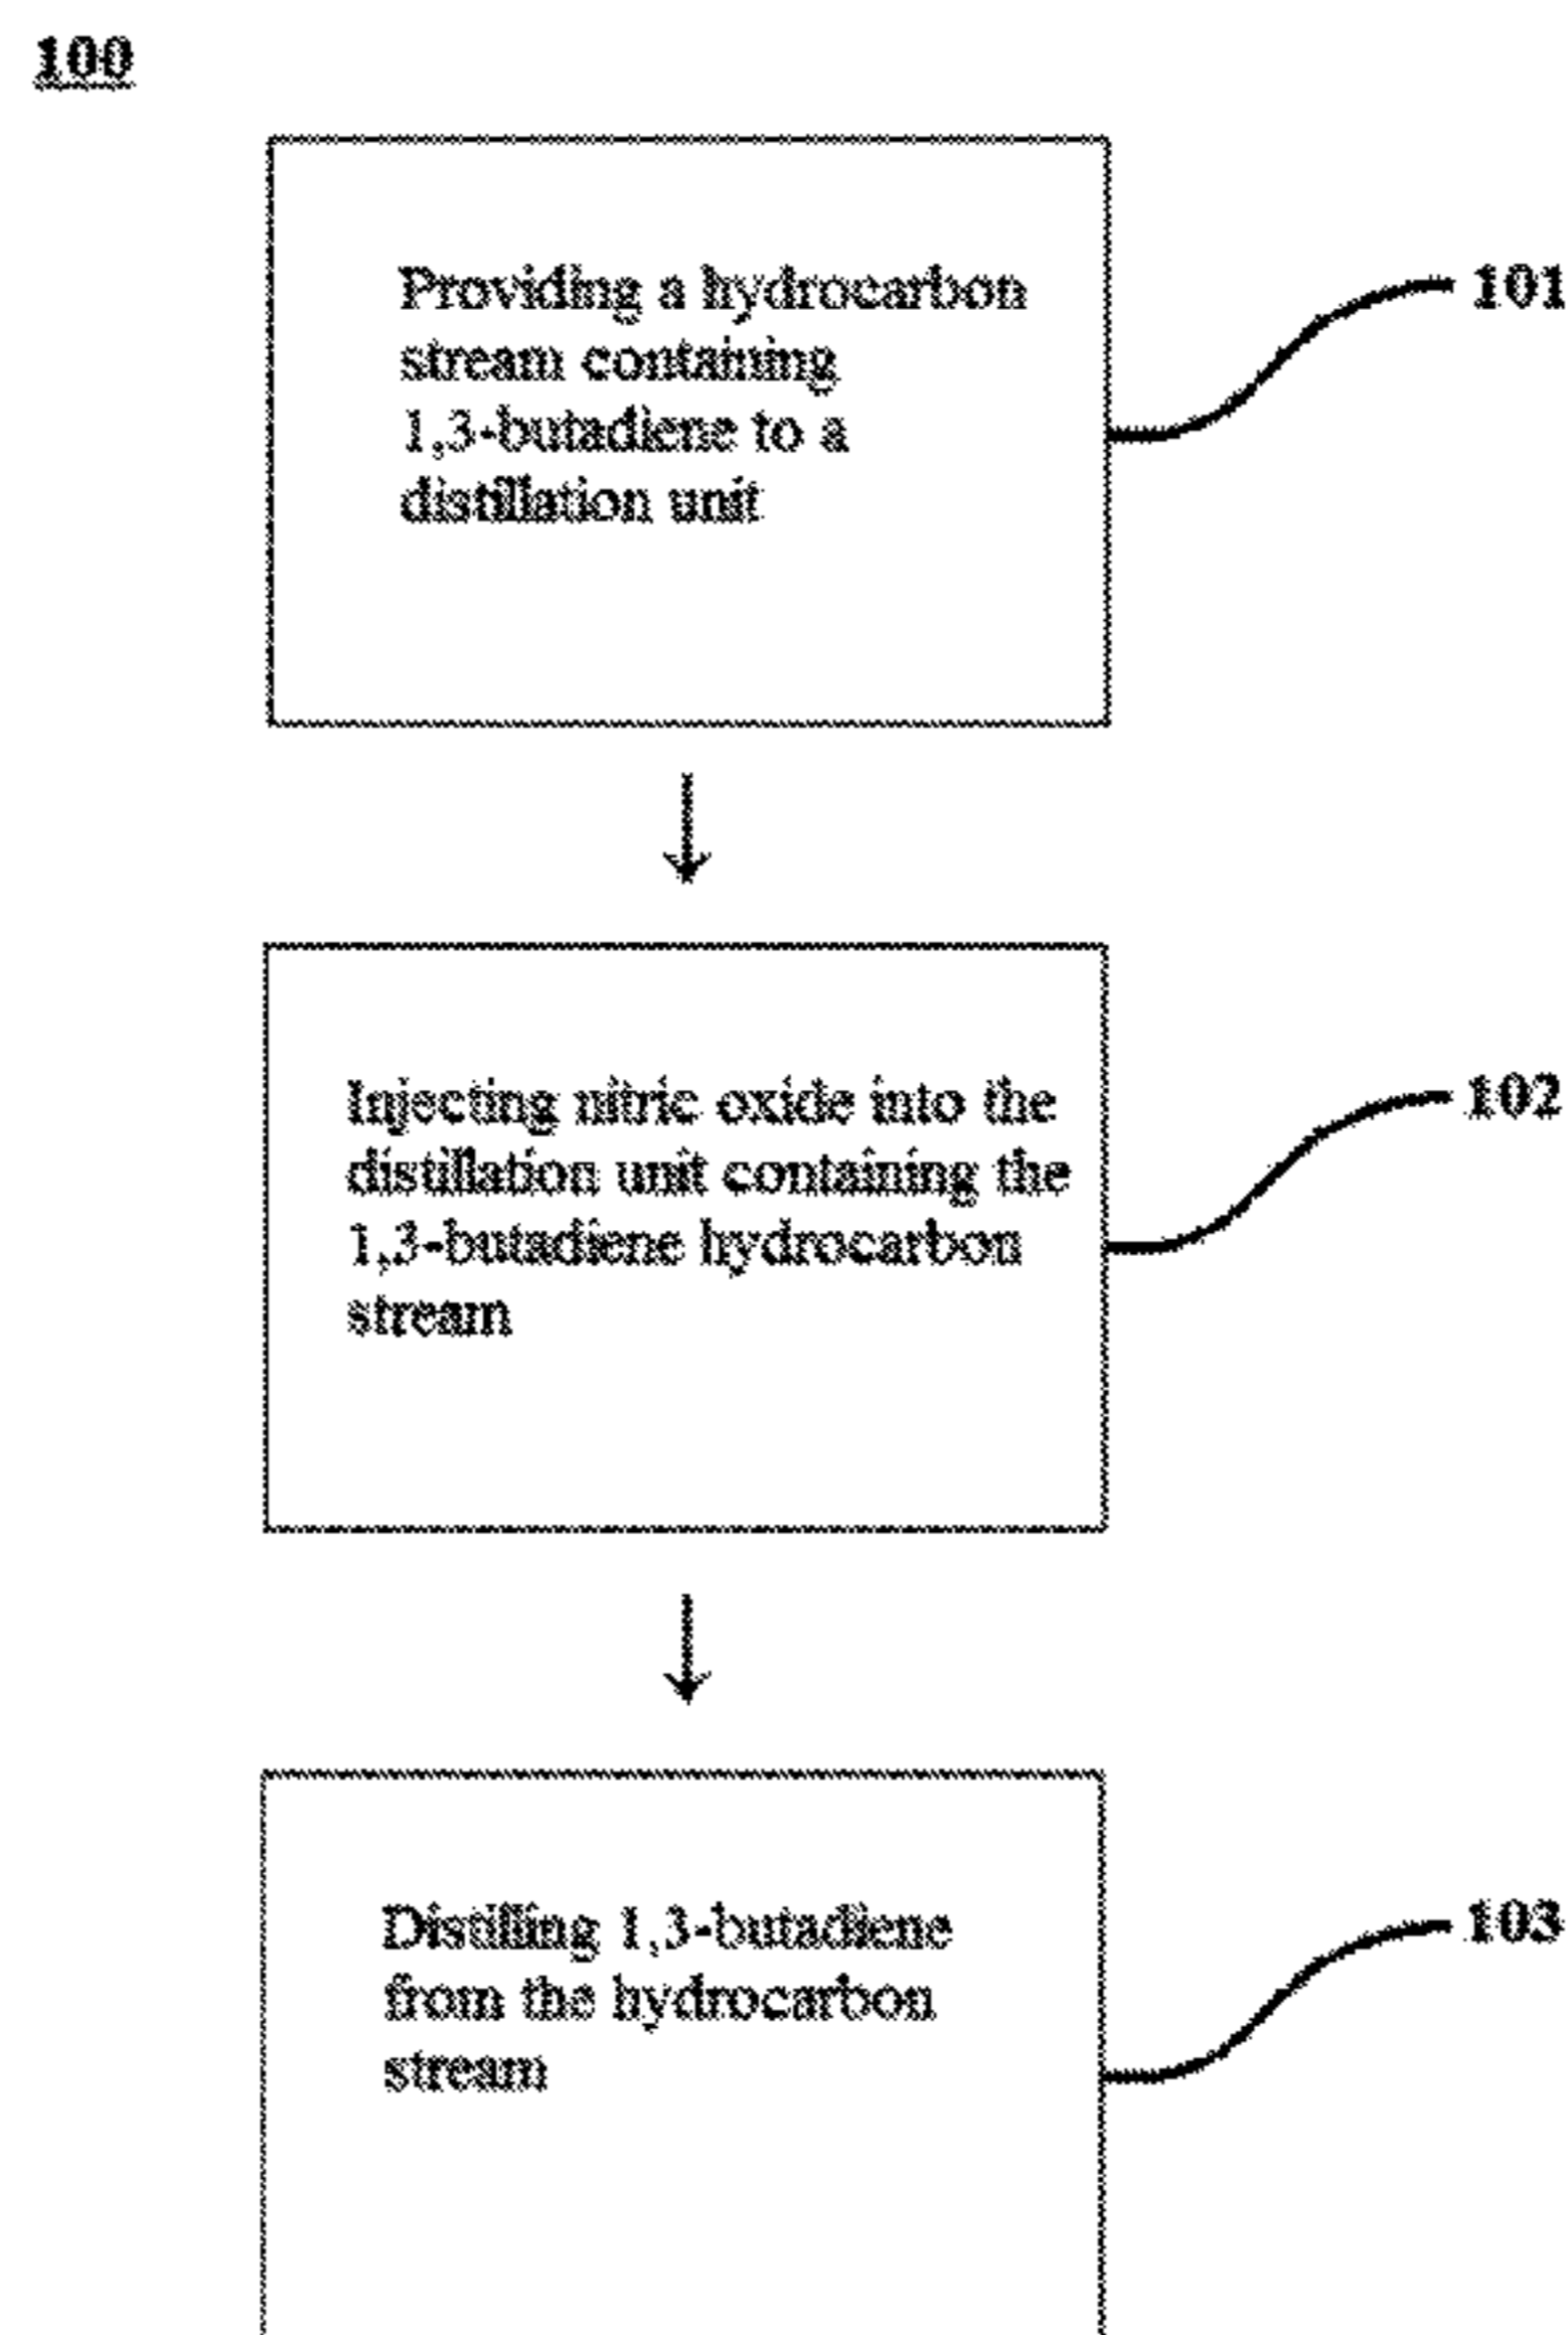 100
Providing a hydrocarbon
stream containing
1,3-butadiene to a
distillation unit
101
Injecting nitric oxide into the
distillation unit containing the
1,3-butadiene hydrocarbon
stream
102
Distilling 1,3-butadiene
from the hydrocarbon
stream
103